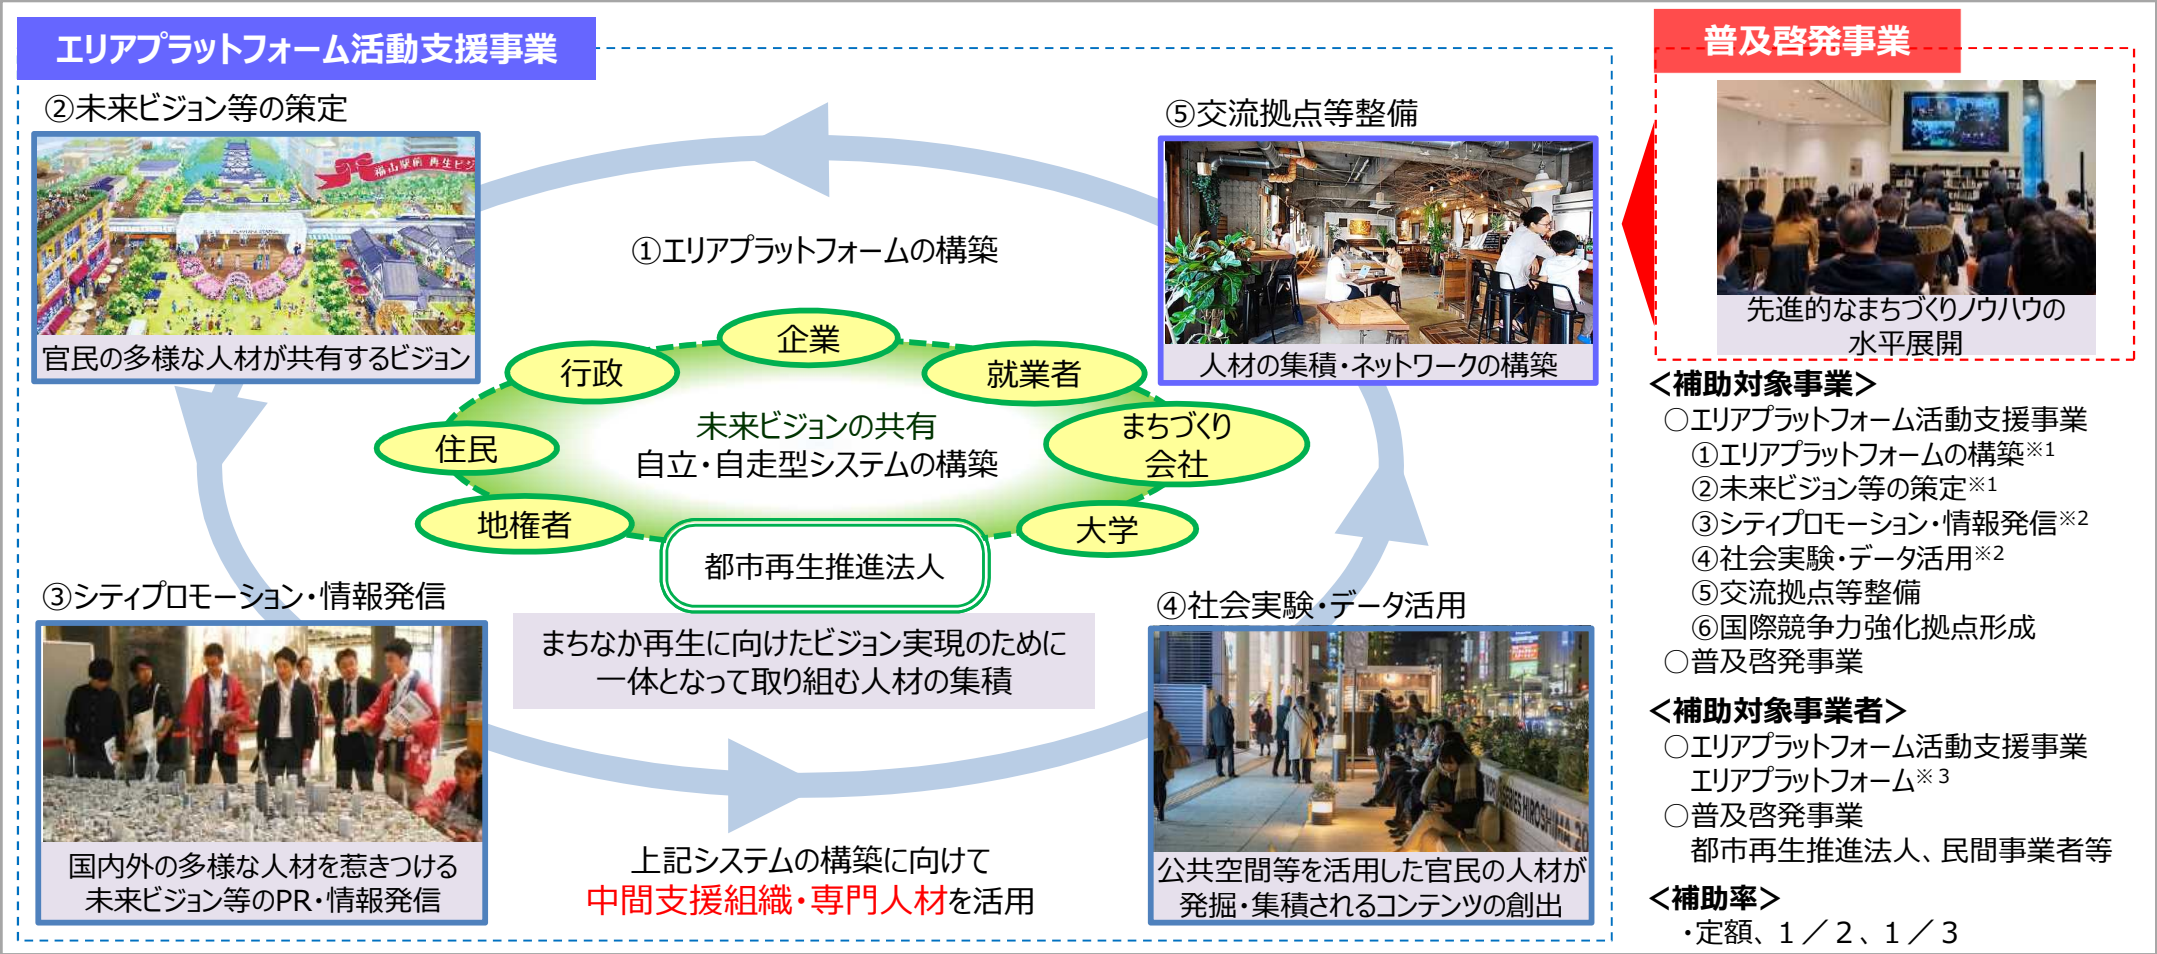 エリアプラットフォーム活動支援事業
②未来ビジョン等の策定
福山駅前 再生ビジ
官民の多様な人材が共有するビジョン
①エリアプラットフォームの構築
企業
行政
就業者
住民
まちづくり
会社
地権者
大学
未来ビジョンの共有
自立・自走型システムの構築
都市再生推進法人
まちなか再生に向けたビジョン実現のために
一体となって取り組む人材の集積
⑤交流拠点等整備
人材の集積・ネットワークの構築
③シティプロモーション・情報発信
国内外の多様な人材を惹きつける
未来ビジョン等のPR・情報発信
上記システムの構築に向けて
中間支援組織・専門人材を活用
④社会実験・データ活用
公共空間等を活用した官民の人材が
発掘・集積されるコンテンツの創出
普及啓発事業
先進的なまちづくりノウハウの
水平展開
＜補助対象事業＞
○エリアプラットフォーム活動支援事業
①エリアプラットフォームの構築※1
②未来ビジョン等の策定※1
③シティプロモーション・情報発信※2
④社会実験・データ活用※2
⑤交流拠点等整備
⑥国際競争力強化拠点形成
○普及啓発事業
＜補助対象事業者＞
○エリアプラットフォーム活動支援事業
エリアプラットフォーム※３
○普及啓発事業
都市再生推進法人、民間事業者等
＜補助率＞
・定額、１／２、１／３